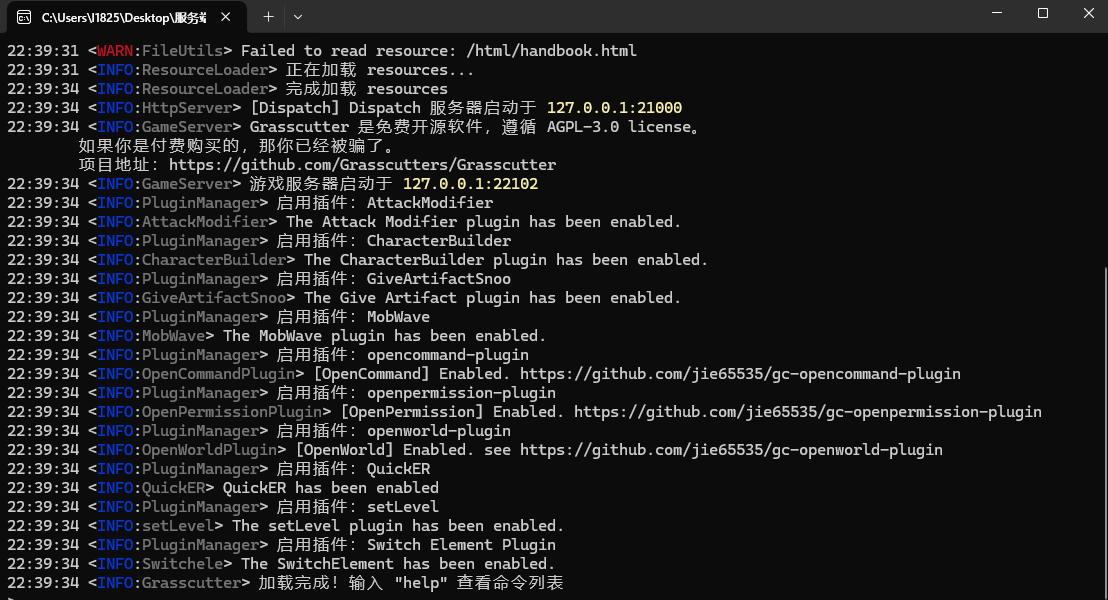 C:\Users\l1825\Desktop\服务端
22:39:31 <WARN:FileUtils> Failed to read resource: /html/handbook.html
22:39:31 <INFO:ResourceLoader> 正在加载 resources...
22:39:34 <INFO:ResourceLoader> 完成加载 resources
22:39:34 <INFO:HttpServer> [Dispatch] Dispatch 服务器启动于 127.0.0.1:21000
22:39:34 <INFO:GameServer> Grasscutter 是免费开源软件，遵循 AGPL-3.0 license。
如果你是付费购买的，那你已经被骗了。
项目地址：https://github.com/Grasscutters/Grasscutter
22:39:34 <INFO:GameServer> 游戏服务器启动于 127.0.0.1:22102
22:39:34 <INFO:PluginManager> 启用插件：AttackModifier
22:39:34 <INFO:AttackModifier> The Attack Modifier plugin has been enabled.
22:39:34 <INFO:PluginManager> 启用插件：CharacterBuilder
22:39:34 <INFO:CharacterBuilder> The CharacterBuilder plugin has been enabled.
22:39:34 <INFO:PluginManager> 启用插件：GiveArtifactSnoo
22:39:34 <INFO:GiveArtifactSnoo> The Give Artifact plugin has been enabled.
22:39:34 <INFO:PluginManager> 启用插件：MobWave
22:39:34 <INFO:MobWave> The MobWave plugin has been enabled.
22:39:34 <INFO:PluginManager> 启用插件：opencommand-plugin
22:39:34 <INFO:OpenCommandPlugin> [OpenCommand] Enabled. https://github.com/jie65535/gc-opencommand-plugin
22:39:34 <INFO:PluginManager> 启用插件：openpermission-plugin
22:39:34 <INFO:OpenPermissionPlugin> [OpenPermission] Enabled. https://github.com/jie65535/gc-openpermission-plugin
22:39:34 <INFO:PluginManager> 启用插件：openworld-plugin
22:39:34 <INFO:OpenWorldPlugin> [OpenWorld] Enabled. see https://github.com/jie65535/gc-openworld-plugin
22:39:34 <INFO:PluginManager> 启用插件：QuickER
22:39:34 <INFO:QuickER> QuickER has been enabled
22:39:34 <INFO:PluginManager> 启用插件：setLevel
22:39:34 <INFO:setLevel> The setLevel plugin has been enabled.
22:39:34 <INFO:PluginManager> 启用插件：Switch Element Plugin
22:39:34 <INFO:Switchele> The SwitchElement has been enabled.
22:39:34 <INFO:Grasscutter> 加载完成！输入 "help" 查看命令列表